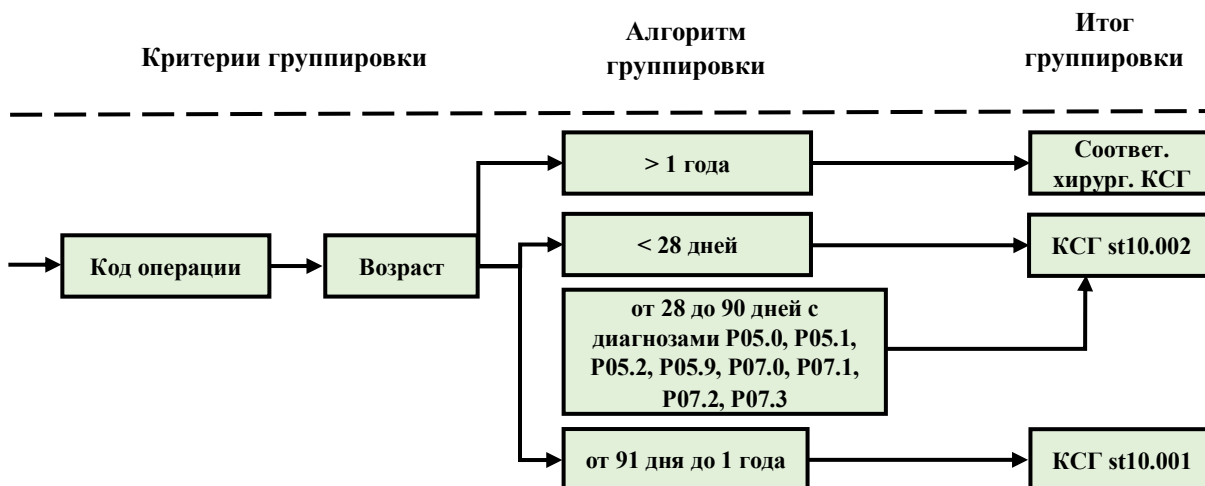 Критерии группировки
Алгоритм
группировки
Итог
группировки
Код операции
Возраст
> 1 года
Соответ.
хирург. КСГ
< 28 дней
КСГ st10.002
от 28 до 90 дней с
диагнозами P05.0, P05.1,
P05.2, P05.9, P07.0, P07.1,
P07.2, P07.3
от 91 дня до 1 года
КСГ st10.001